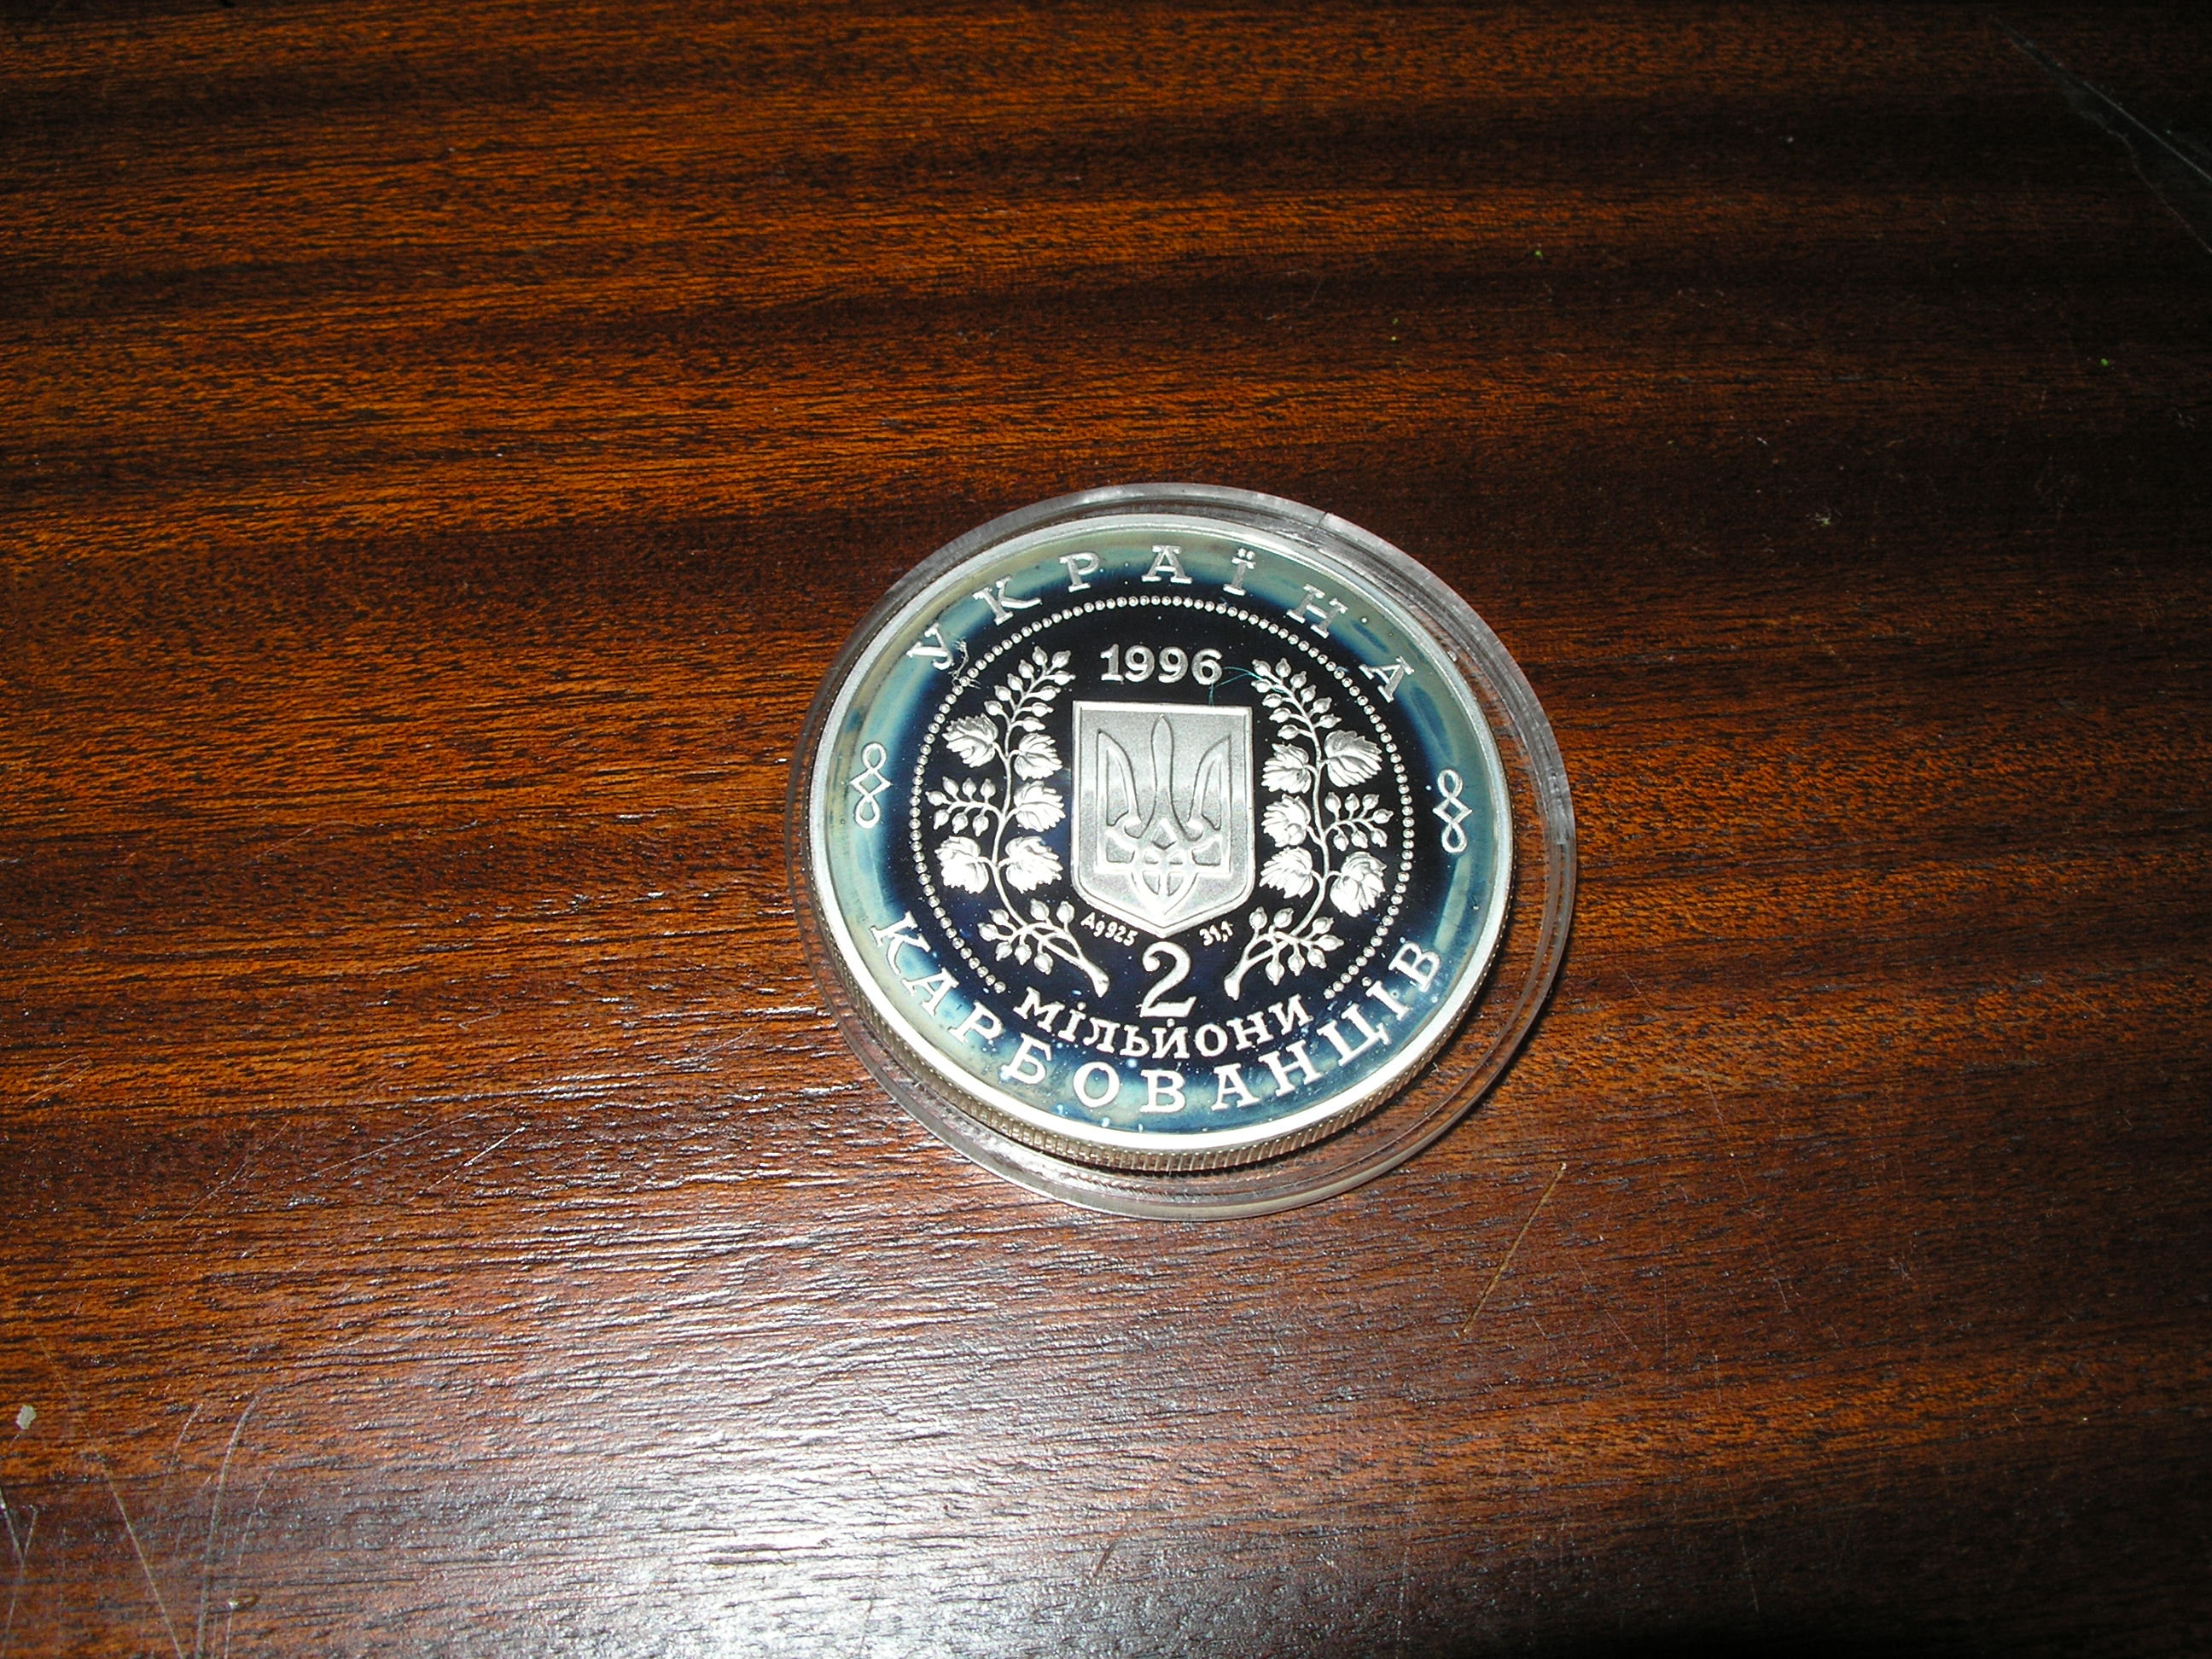 УКРАЇНА
1996
Ag 925 31,1
2
МІЛЬЙОНИ
КАРБОВАНЦІВ